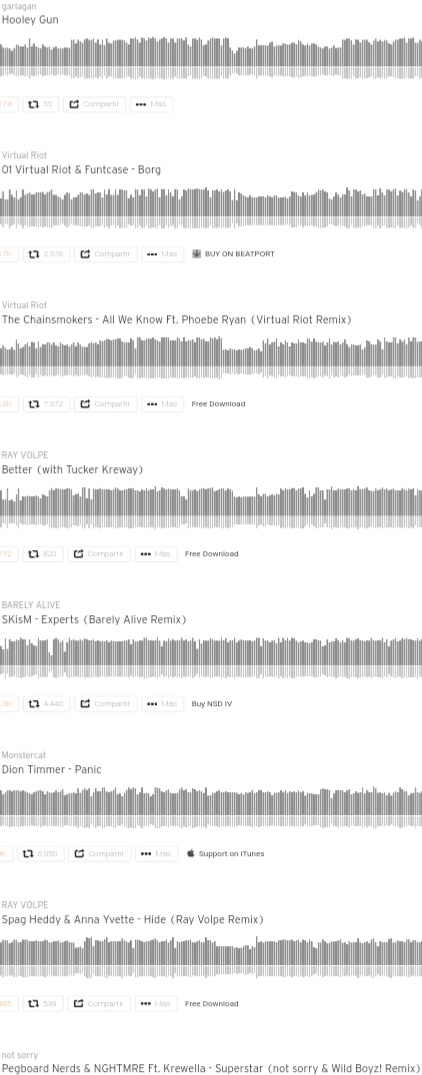 garlagan
Hooley Gun
174 55 Compartir Más
Virtual Riot
01 Virtual Riot & Funtcase - Borg
2.576 Compartir Más BUY ON BEATPORT
Virtual Riot
The Chainsmokers - All We Know Ft. Phoebe Ryan (Virtual Riot Remix)
7.872 Compartir Más Free Download
RAY VOLPE
Better (with Tucker Kreway)
772 820 Compartir Más Free Download
BARELY ALIVE
SKisM - Experts (Barely Alive Remix)
4.440 Compartir Más Buy NSD IV
Monstercat
Dion Timmer - Panic
6.050 Compartir Más Support on iTunes
RAY VOLPE
Spag Heddy & Anna Yvette - Hide (Ray Volpe Remix)
539 Compartir Más Free Download
not sorry
Pegboard Nerds & NGHTMRE Ft. Krewella - Superstar (not sorry & Wild Boyz! Remix)